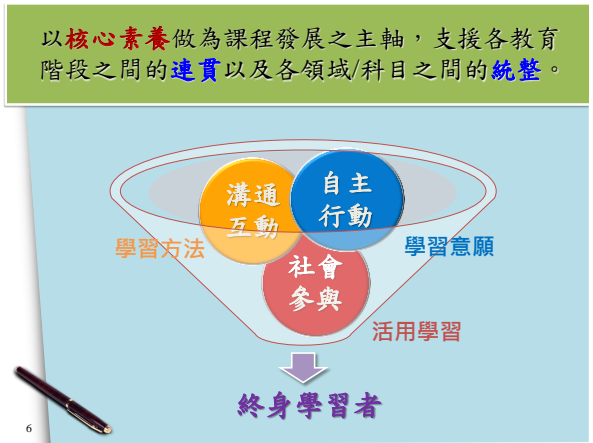 以核心素養做為課程發展之主軸，支援各教育
階段之間的連貫以及各領域/科目之間的統整。
溝通
互動
自主
行動
學習方法
學習意願
社會
參與
活用學習
終身學習者
6